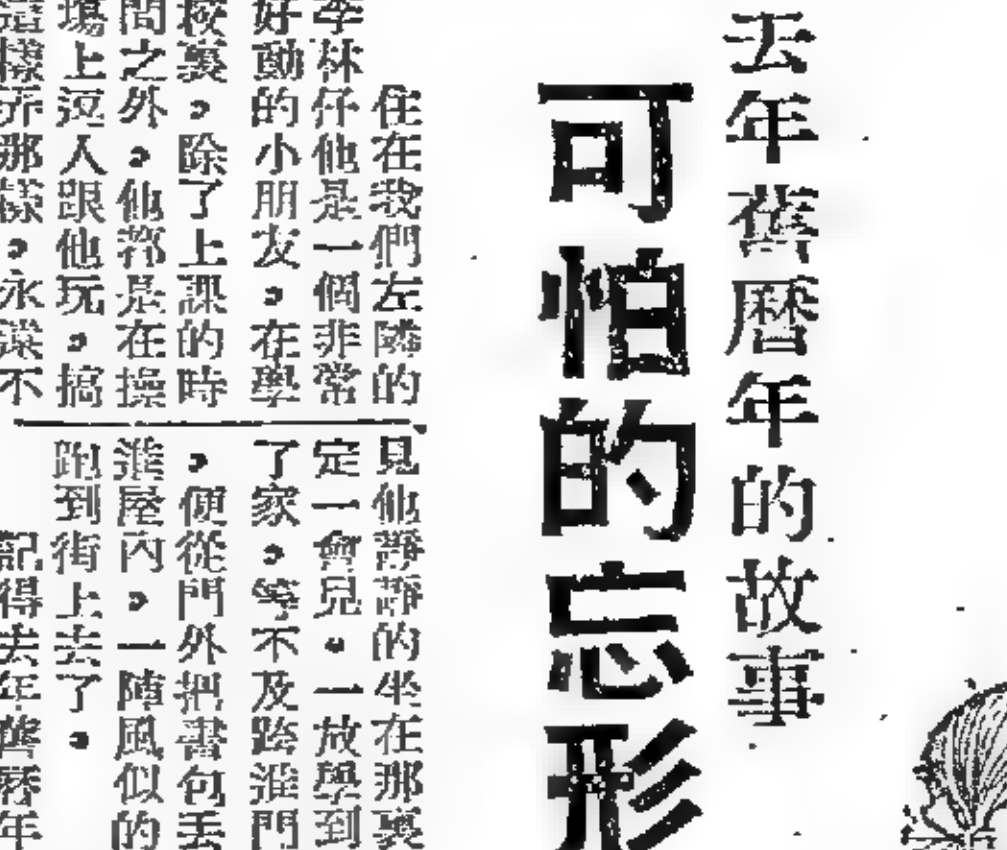 去年舊曆年的故事
可怕的忘形
住在我們左隣的
李林仔他是一個非常
好動的小朋友。在學
校裏。除了上課的時
間之外。他都是在操
場上逗人跟他玩。搞
這樣弄那樣。永遠不
見他靜靜的坐在那裏
定一會兒。一放學到
了家。等不及跨進門
。便從門外把書包丟
進屋內。一陣風似的
跑到街上去了。
記得去年舊曆年